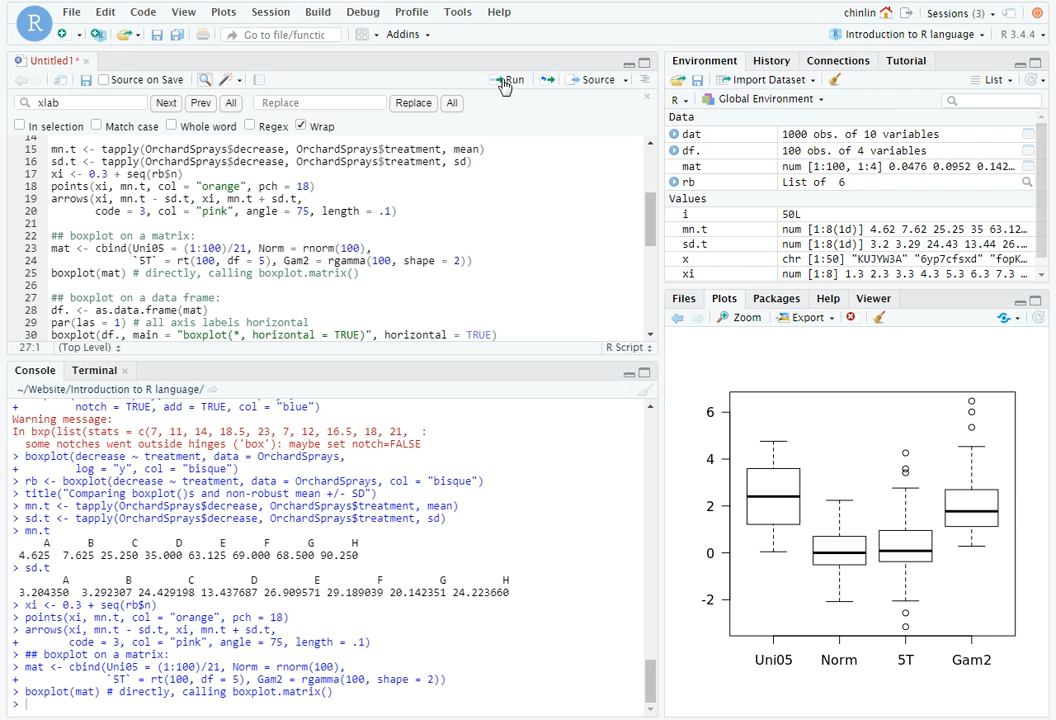 File Edit Code View Plots Session Build Debug Profile Tools Help chinlin Sessions (3)
R Go to file/functic Addins Introduction to R language R 3.4.4
Untitled1* ×
Source on Save Run Source
xlab Next Prev All Replace Replace All
In selection Match case Whole word Regex Wrap
14
15 mn.t <- tapply(OrchardSprays$decrease, OrchardSprays$treatment, mean)
16 sd.t <- tapply(OrchardSprays$decrease, OrchardSprays$treatment, sd)
17 xi <- 0.3 + seq(rb$n)
18 points(xi, mn.t, col = "orange", pch = 18)
19 arrows(xi, mn.t - sd.t, xi, mn.t + sd.t,
20 code = 3, col = "pink", angle = 75, length = .1)
21
22 ## boxplot on a matrix:
23 mat <- cbind(Uni05 = (1:100)/21, Norm = rnorm(100),
24 `5T` = rt(100, df = 5), Gam2 = rgamma(100, shape = 2))
25 boxplot(mat) # directly, calling boxplot.matrix()
26
27 ## boxplot on a data frame:
28 df. <- as.data.frame(mat)
29 par(las = 1) # all axis labels horizontal
30 boxplot(df., main = "boxplot(*, horizontal = TRUE)", horizontal = TRUE)
27:1 (Top Level) R Script
Console Terminal ×
~/Website/Introduction to R language/
+ notch = TRUE, add = TRUE, col = "blue")
Warning message:
In bxp(list(stats = c(7, 11, 14, 18.5, 23, 7, 12, 16.5, 18, 21, :
some notches went outside hinges ('box'): maybe set notch=FALSE
> boxplot(decrease ~ treatment, data = OrchardSprays,
+ log = "y", col = "bisque")
> rb <- boxplot(decrease ~ treatment, data = OrchardSprays, col = "bisque")
> title("Comparing boxplot()s and non-robust mean +/- SD")
> mn.t <- tapply(OrchardSprays$decrease, OrchardSprays$treatment, mean)
> sd.t <- tapply(OrchardSprays$decrease, OrchardSprays$treatment, sd)
> mn.t
A B C D E F G H
4.625 7.625 25.250 35.000 63.125 69.000 68.500 90.250
> sd.t
A B C D E F G H
3.204350 3.292307 24.429198 13.437687 26.909571 29.189039 20.142351 24.223660
> xi <- 0.3 + seq(rb$n)
> points(xi, mn.t, col = "orange", pch = 18)
> arrows(xi, mn.t - sd.t, xi, mn.t + sd.t,
+ code = 3, col = "pink", angle = 75, length = .1)
> ## boxplot on a matrix:
> mat <- cbind(Uni05 = (1:100)/21, Norm = rnorm(100),
+ `5T` = rt(100, df = 5), Gam2 = rgamma(100, shape = 2))
> boxplot(mat) # directly, calling boxplot.matrix()
>
Environment History Connections Tutorial
Import Dataset List
R Global Environment
Data
dat 1000 obs. of 10 variables
df. 100 obs. of 4 variables
mat num [1:100, 1:4] 0.0476 0.0952 0.142…
rb List of 6
Values
i 50L
mn.t num [1:8(1d)] 4.62 7.62 25.25 35 63.12…
sd.t num [1:8(1d)] 3.2 3.29 24.43 13.44 26.…
x chr [1:50] "KUJYW3A" "6yp7cfsxd" "fopK…
xi num [1:8] 1.3 2.3 3.3 4.3 5.3 6.3 7.3 …
Files Plots Packages Help Viewer
Zoom Export
6
4
2
0
-2
Uni05 Norm 5T Gam2